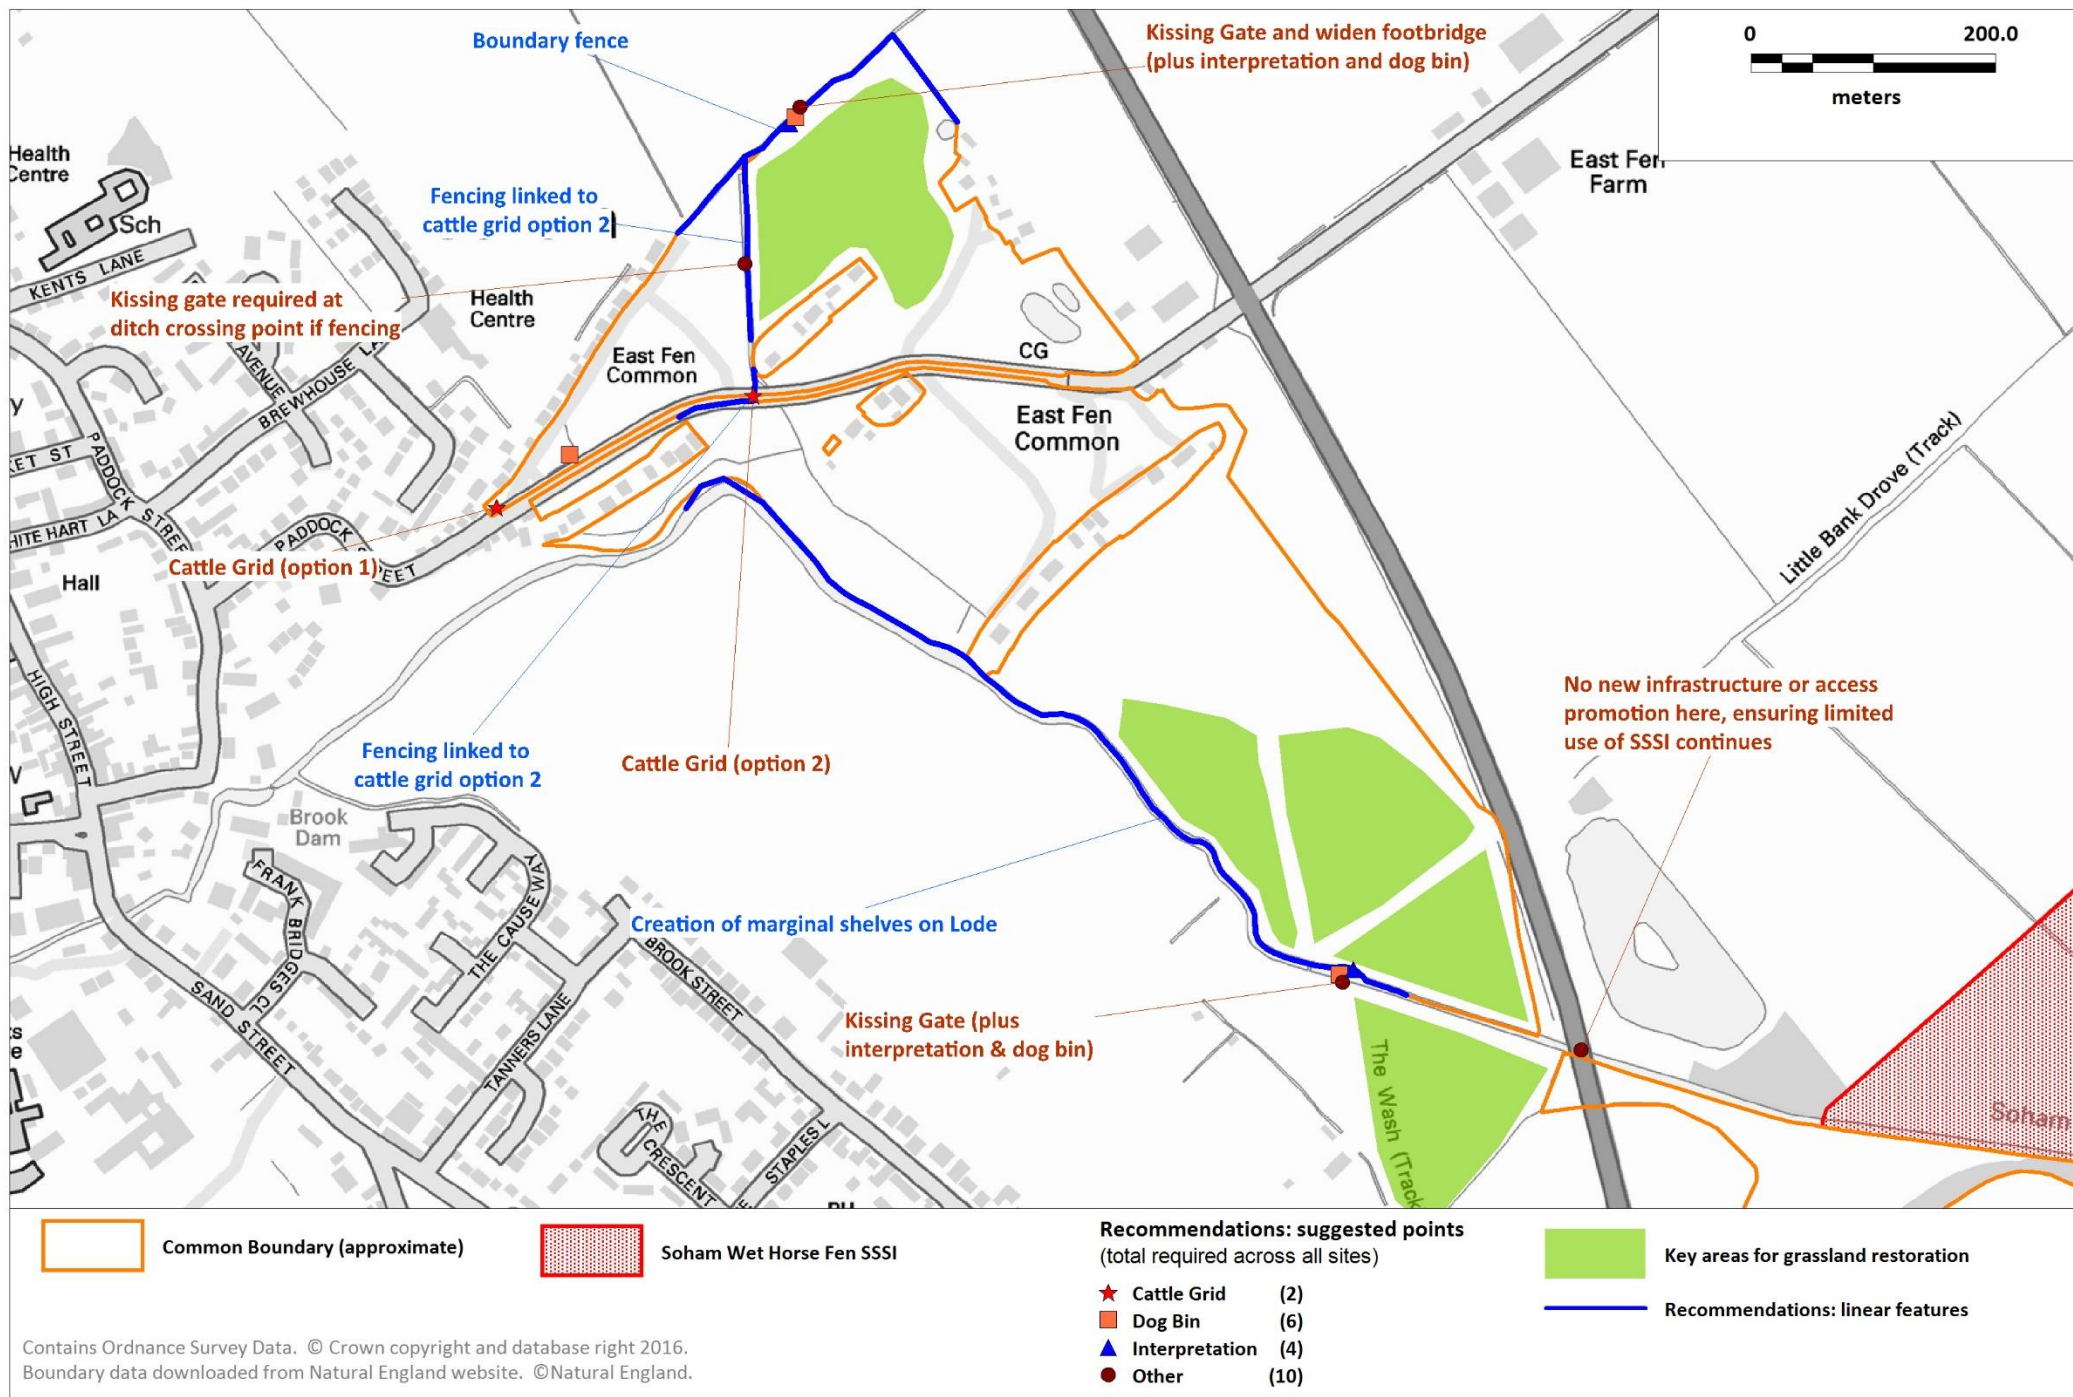 Boundary fence
Kissing Gate and widen footbridge
(plus interpretation and dog bin)
0 200.0
meters
Health
Centre
Sch
KENTS LANE
Fencing linked to
cattle grid option 2
East Fen
Farm
Kissing gate required at
ditch crossing point if fencing
Health
Centre
AVENUE
BREWHOUSE LA
East Fen
Common
CG
East Fen
Common
PADDOCK STREE
KET ST
HITE HART LA
PADDOCK S
EET
Cattle Grid (option 1)
Hall
Little Bank Drove (Track)
HIGH STREET
Fencing linked to
cattle grid option 2
Cattle Grid (option 2)
No new infrastructure or access
promotion here, ensuring limited
use of SSSI continues
Brook
Dam
FRANK BRIDGES CL
THE CAUSEWAY
Creation of marginal shelves on Lode
BROOK STREET
SAND STREET
TANNERS LANE
Kissing Gate (plus
interpretation & dog bin)
The Wash (Track
THE
CRESCENT
STAPLES L
PH
Soham
Common Boundary (approximate)
Soham Wet Horse Fen SSSI
Recommendations: suggested points
(total required across all sites)
Cattle Grid (2)
Dog Bin (6)
Interpretation (4)
Other (10)
Key areas for grassland restoration
Recommendations: linear features
Contains Ordnance Survey Data. © Crown copyright and database right 2016.
Boundary data downloaded from Natural England website. ©Natural England.